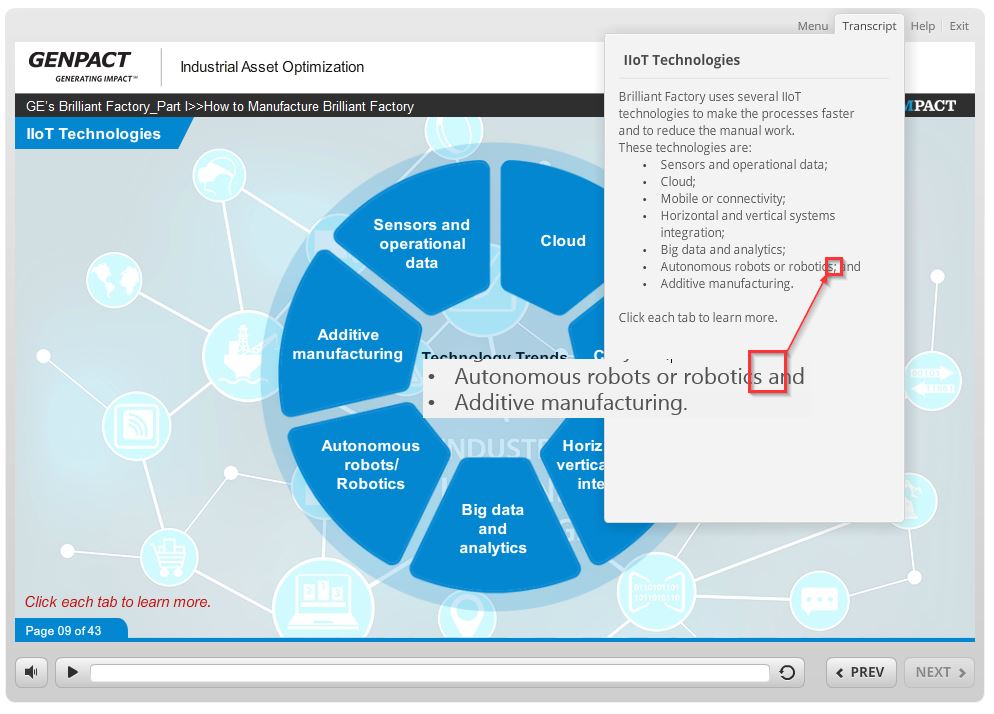 Menu Transcript Help Exit
GENPACT
GENERATING IMPACT™
Industrial Asset Optimization
GE's Brilliant Factory_Part I>>How to Manufacture Brilliant Factory
MPACT
IIoT Technologies
Sensors and
operational
data
Cloud
Additive
manufacturing
Technology Trends
Autonomous
robots/
Robotics
Big data
and
analytics
Horiz
vertica
inte
INDUST
IIoT Technologies
Brilliant Factory uses several IIoT
technologies to make the processes faster
and to reduce the manual work.
These technologies are:
• Sensors and operational data;
• Cloud;
• Mobile or connectivity;
• Horizontal and vertical systems
integration;
• Big data and analytics;
• Autonomous robots or robotics; and
• Additive manufacturing.
Click each tab to learn more.
• Autonomous robots or robotics and
• Additive manufacturing.
Click each tab to learn more.
Page 09 of 43
PREV
NEXT